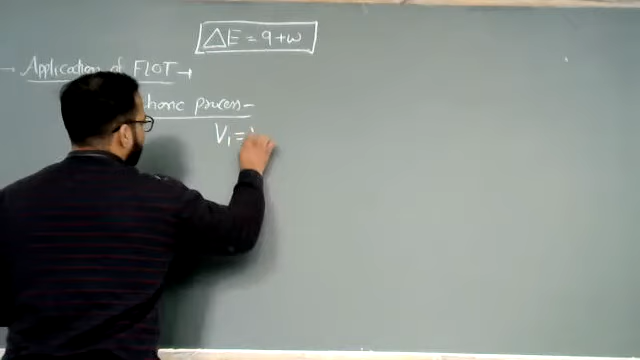 ΔE = q + w
→ Application of FLOT →
process –
V₁ =